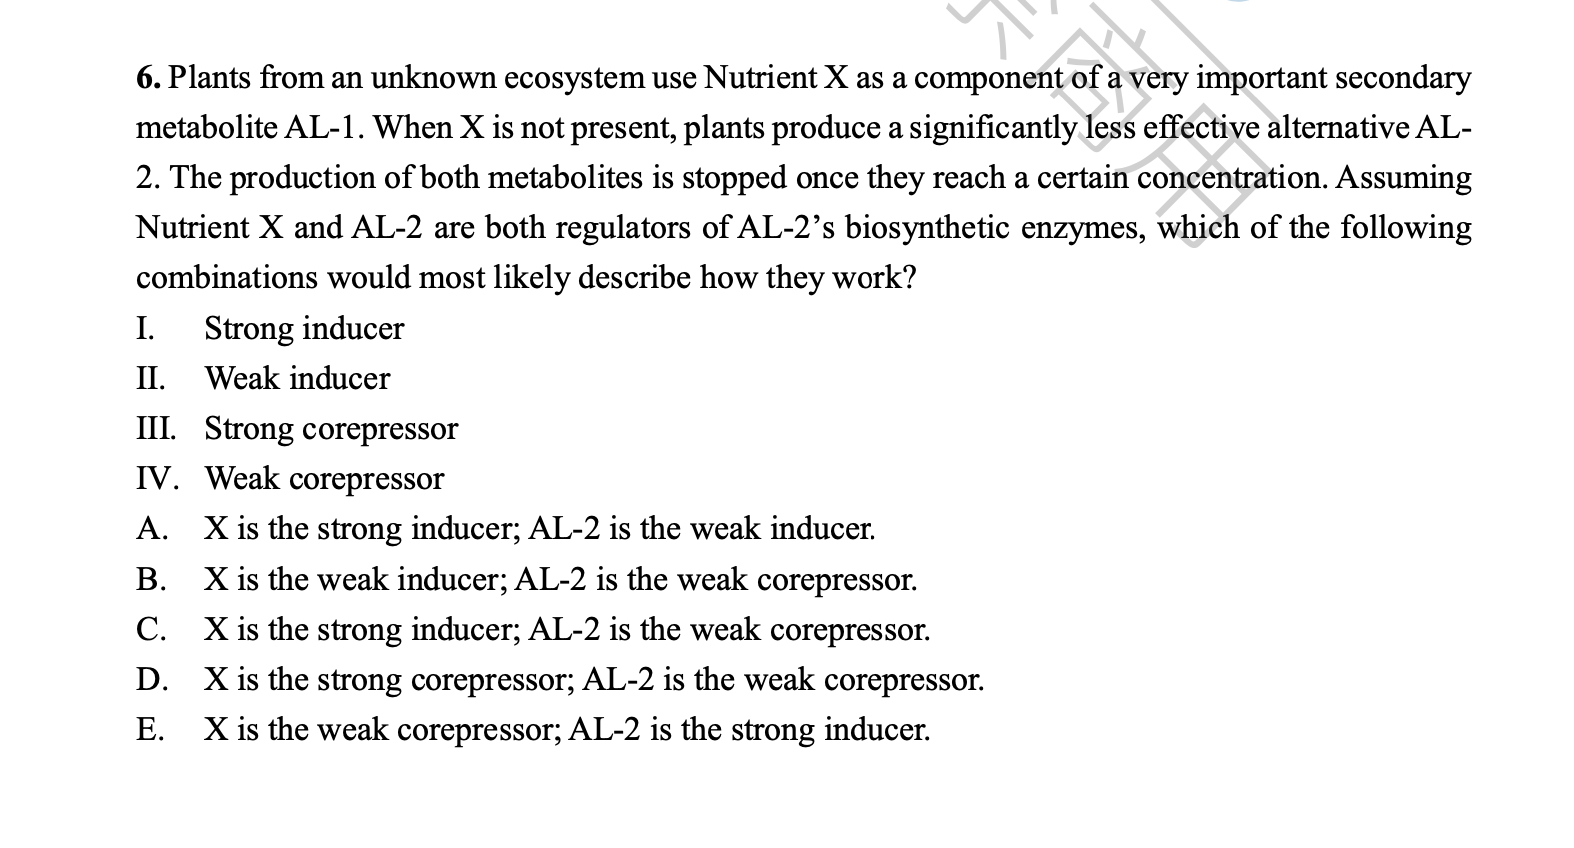 余商用
6. Plants from an unknown ecosystem use Nutrient X as a component of a very important secondary
metabolite AL-1. When X is not present, plants produce a significantly less effective alternative AL-
2. The production of both metabolites is stopped once they reach a certain concentration. Assuming
Nutrient X and AL-2 are both regulators of AL-2’s biosynthetic enzymes, which of the following
combinations would most likely describe how they work?
I. Strong inducer
II. Weak inducer
III. Strong corepressor
IV. Weak corepressor
A. X is the strong inducer; AL-2 is the weak inducer.
B. X is the weak inducer; AL-2 is the weak corepressor.
C. X is the strong inducer; AL-2 is the weak corepressor.
D. X is the strong corepressor; AL-2 is the weak corepressor.
E. X is the weak corepressor; AL-2 is the strong inducer.